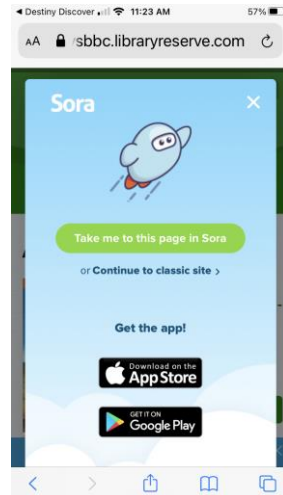 Destiny Discover 11:23 AM 57%
AA sbbc.libraryreserve.com
Sora
Take me to this page in Sora
or Continue to classic site >
Get the app!
Download on the
App Store
GET IT ON
Google Play